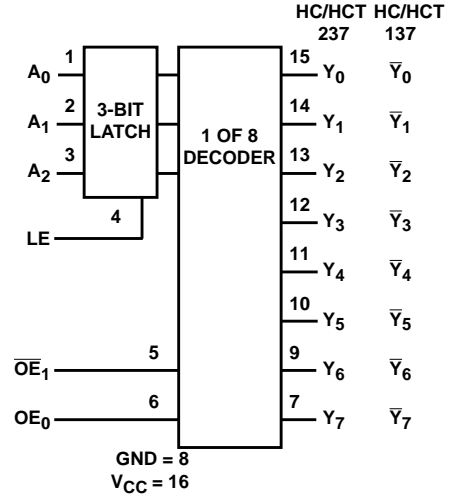 HC/HCT HC/HCT
237 137
1 15
A₀ Y₀ Y̅₀
2 3-BIT 14
A₁ LATCH Y₁ Y̅₁
1 OF 8
3 DECODER 13
A₂ Y₂ Y̅₂
4 12
Y₃ Y̅₃
LE
11
Y₄ Y̅₄
10
Y₅ Y̅₅
5 9
O̅E̅₁ Y₆ Y̅₆
6 7
OE₀ Y₇ Y̅₇
GND = 8
V_CC = 16